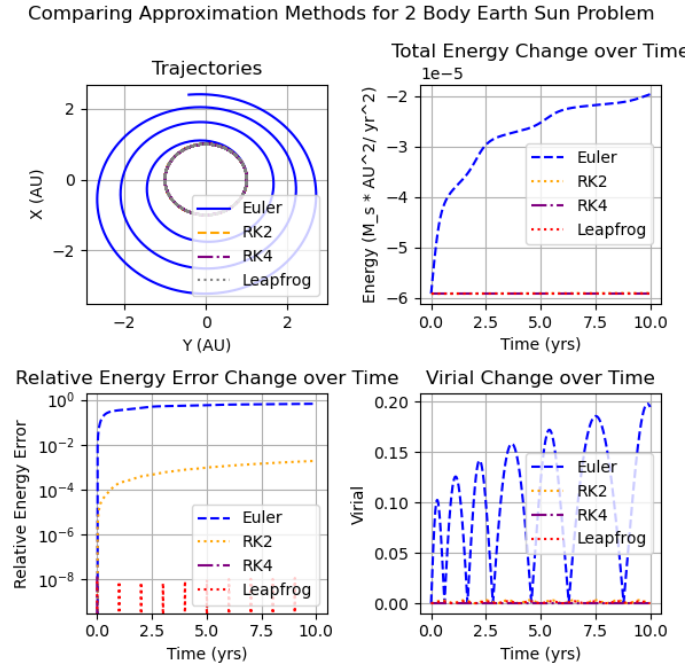 Comparing Approximation Methods for 2 Body Earth Sun Problem
Trajectories
X (AU)
2
0
−2
−2
0
2
Y (AU)
Euler
RK2
RK4
Leapfrog
Total Energy Change over Time
1e−5
Energy (M_s * AU^2/ yr^2)
−2
−3
−4
−5
−6
0.0
2.5
5.0
7.5
10.0
Time (yrs)
Euler
RK2
RK4
Leapfrog
Relative Energy Error Change over Time
Relative Energy Error
10^0
10^−2
10^−4
10^−6
10^−8
0.0
2.5
5.0
7.5
10.0
Time (yrs)
Euler
RK2
RK4
Leapfrog
Virial Change over Time
Virial
0.20
0.15
0.10
0.05
0.00
0.0
2.5
5.0
7.5
10.0
Time (yrs)
Euler
RK2
RK4
Leapfrog